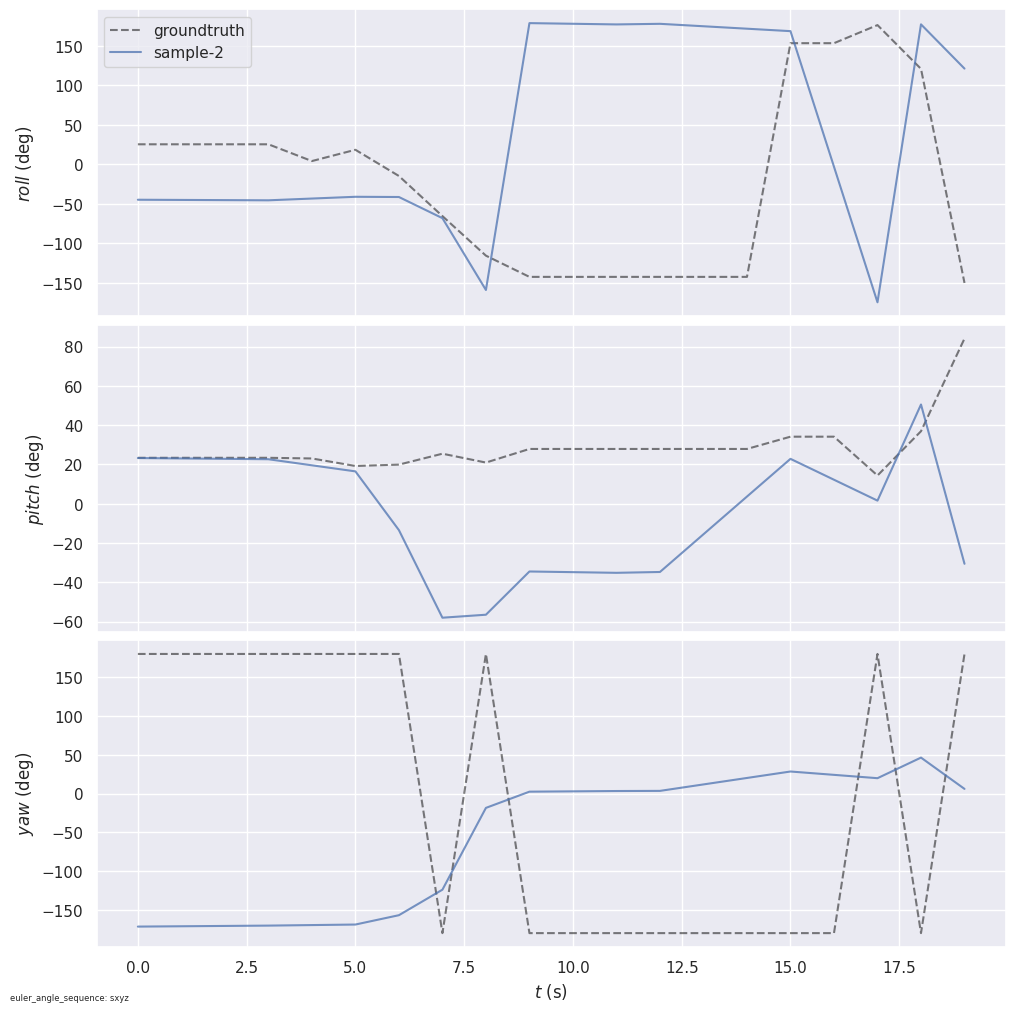 groundtruth
sample-2
150
100
50
0
−50
−100
−150
roll (deg)
80
60
40
20
0
−20
−40
−60
pitch (deg)
150
100
50
0
−50
−100
−150
yaw (deg)
0.0 2.5 5.0 7.5 10.0 12.5 15.0 17.5
t (s)
euler_angle_sequence: sxyz